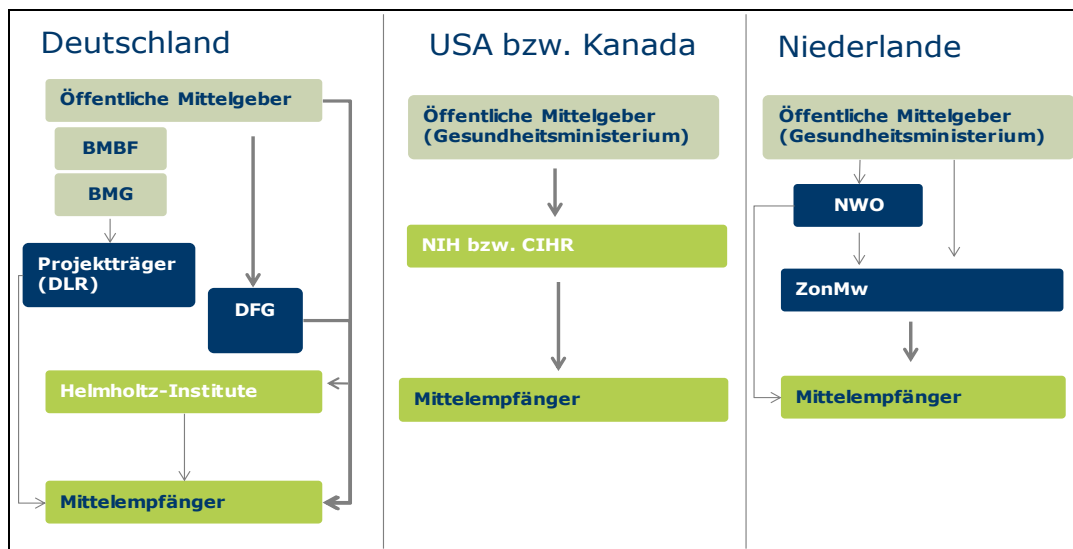 Deutschland
Öffentliche Mittelgeber
BMBF
BMG
Projektträger
(DLR)
DFG
Helmholtz-Institute
Mittelempfänger
USA bzw. Kanada
Öffentliche Mittelgeber
(Gesundheitsministerium)
NIH bzw. CIHR
Mittelempfänger
Niederlande
Öffentliche Mittelgeber
(Gesundheitsministerium)
NWO
ZonMw
Mittelempfänger